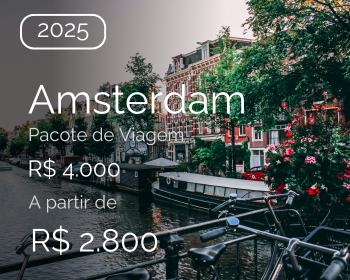 2025
Amsterdam
Pacote de Viagem
R$ 4.000
A partir de
R$ 2.800